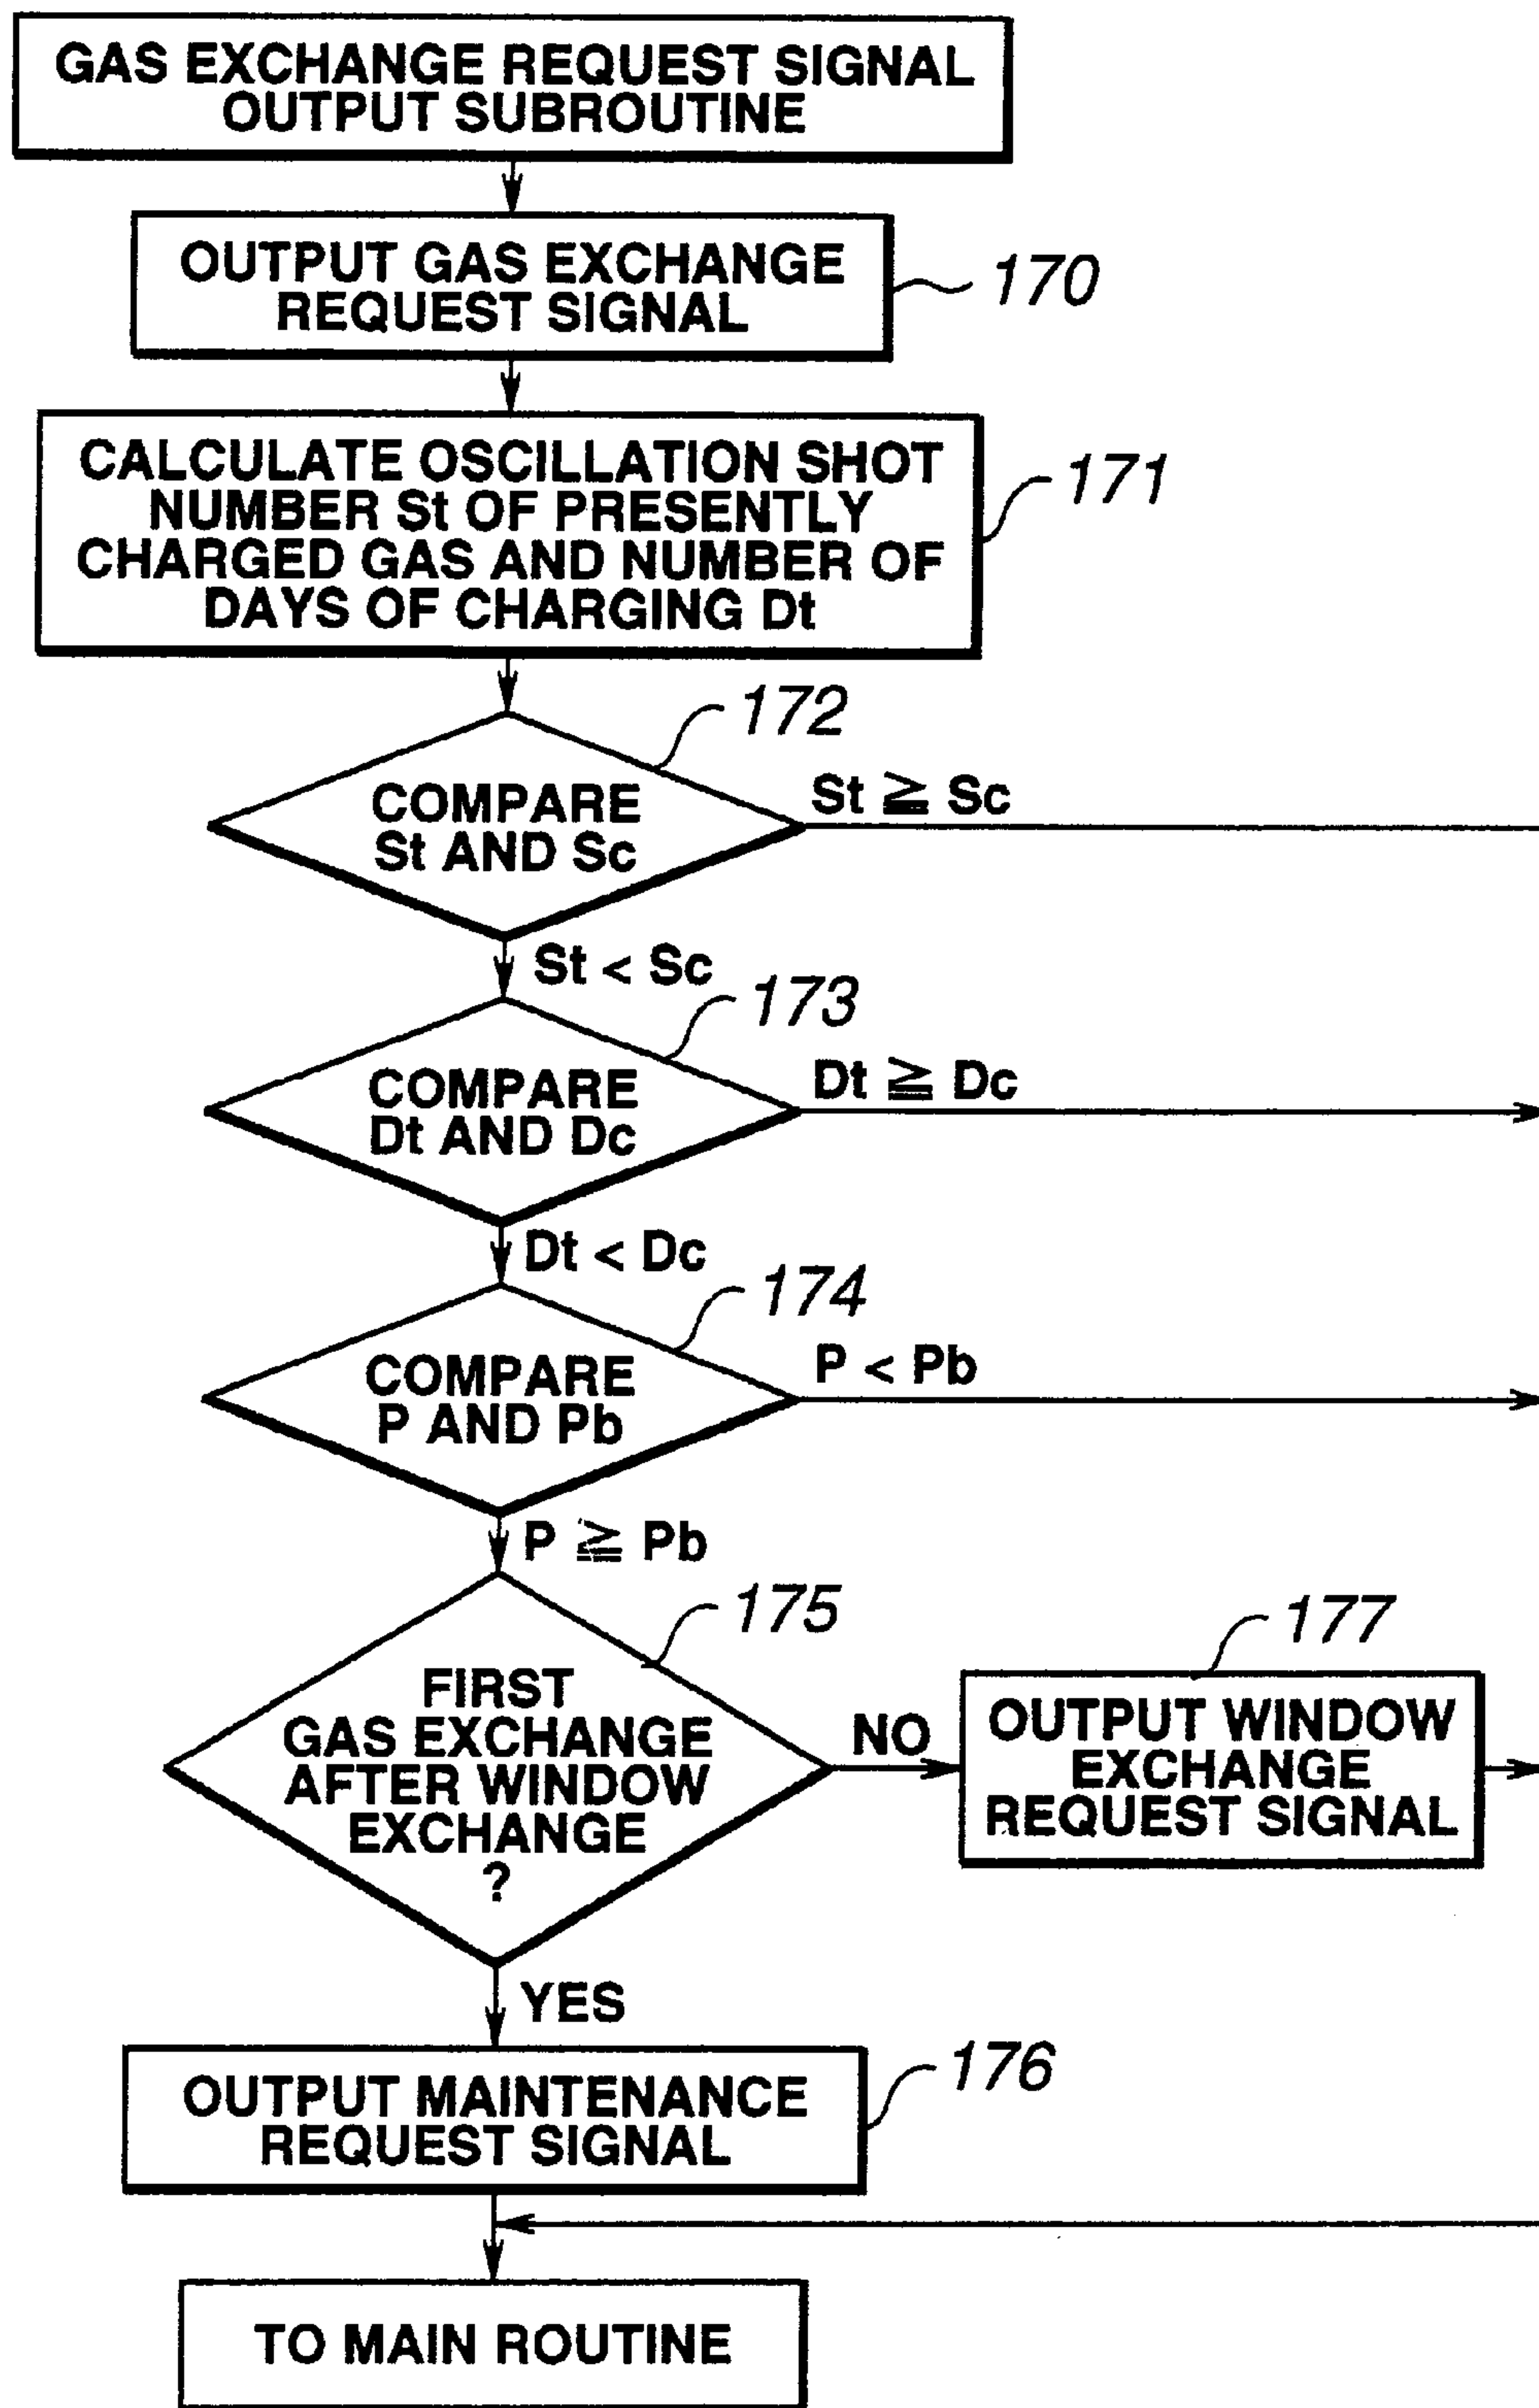 GAS EXCHANGE REQUEST SIGNAL
OUTPUT SUBROUTINE
OUTPUT GAS EXCHANGE
REQUEST SIGNAL
170
CALCULATE OSCILLATION SHOT
NUMBER St OF PRESENTLY
CHARGED GAS AND NUMBER OF
DAYS OF CHARGING Dt
171
172
COMPARE
St AND Sc
St ≧ Sc
St < Sc
173
COMPARE
Dt AND Dc
Dt ≧ Dc
Dt < Dc
174
COMPARE
P AND Pb
P < Pb
P ≧ Pb
175
FIRST
GAS EXCHANGE
AFTER WINDOW
EXCHANGE
?
NO
177
OUTPUT WINDOW
EXCHANGE
REQUEST SIGNAL
YES
OUTPUT MAINTENANCE
REQUEST SIGNAL
176
TO MAIN ROUTINE